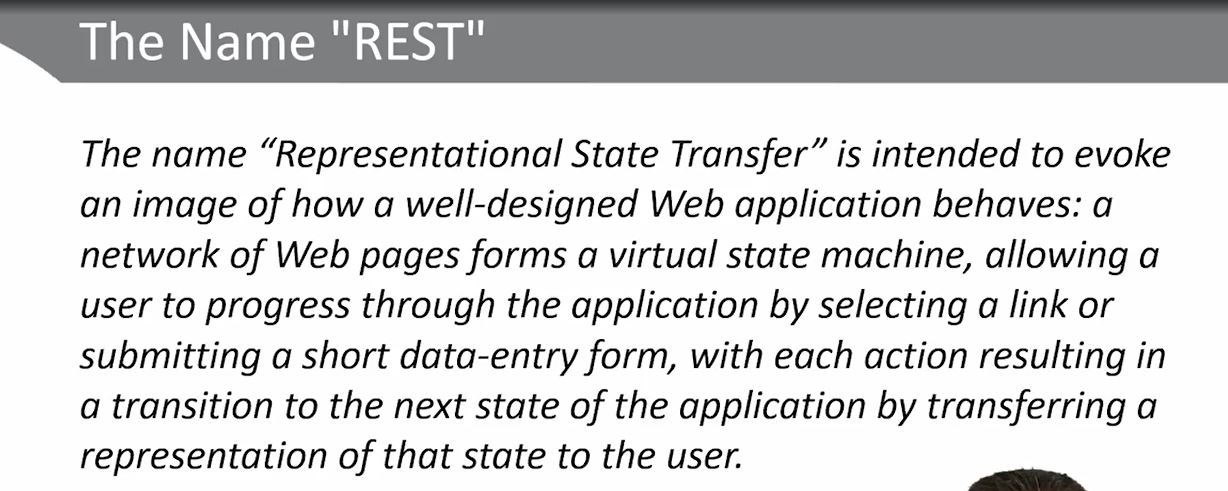 The Name "REST"
The name “Representational State Transfer” is intended to evoke
an image of how a well-designed Web application behaves: a
network of Web pages forms a virtual state machine, allowing a
user to progress through the application by selecting a link or
submitting a short data-entry form, with each action resulting in
a transition to the next state of the application by transferring a
representation of that state to the user.